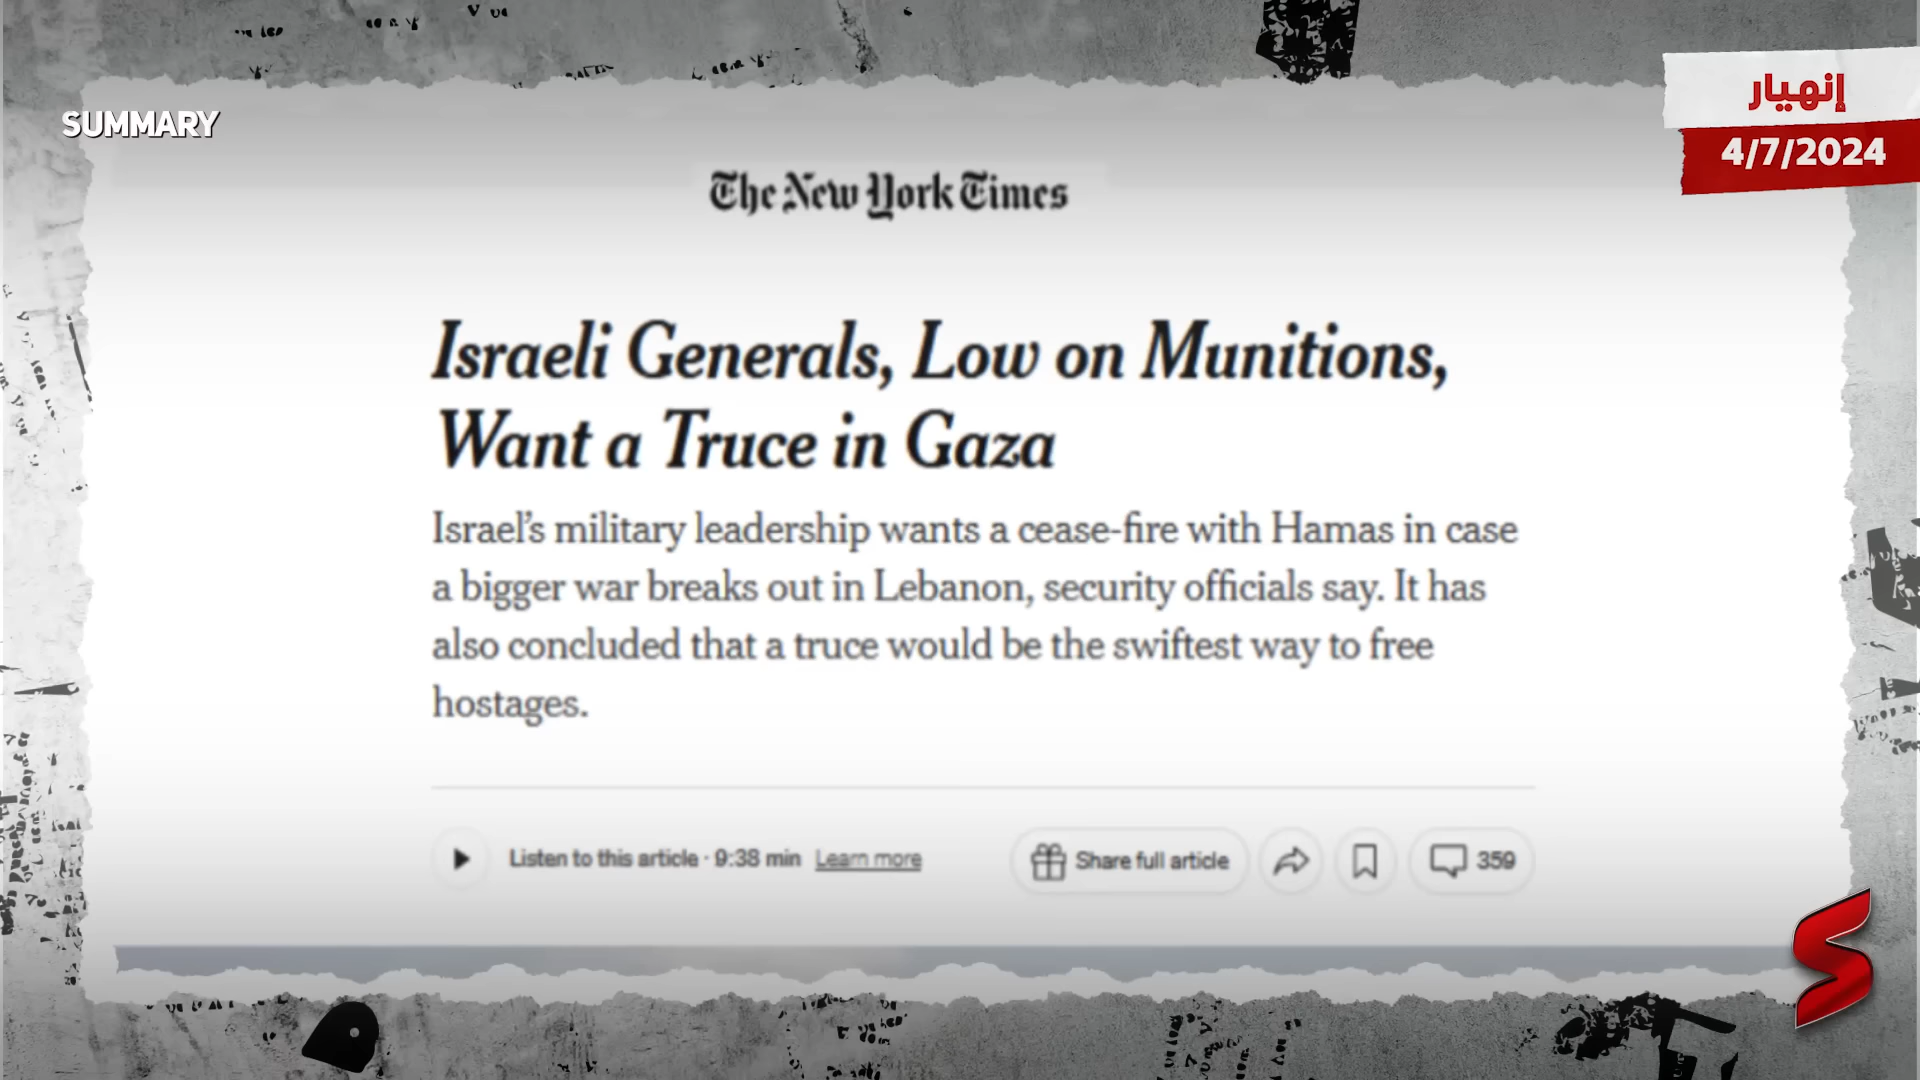 SUMMARY
إنهيار
4/7/2024
The New York Times
Israeli Generals, Low on Munitions,
Want a Truce in Gaza
Israel’s military leadership wants a cease-fire with Hamas in case
a bigger war breaks out in Lebanon, security officials say. It has
also concluded that a truce would be the swiftest way to free
hostages.
Listen to this article · 9:38 min Learn more
Share full article
359